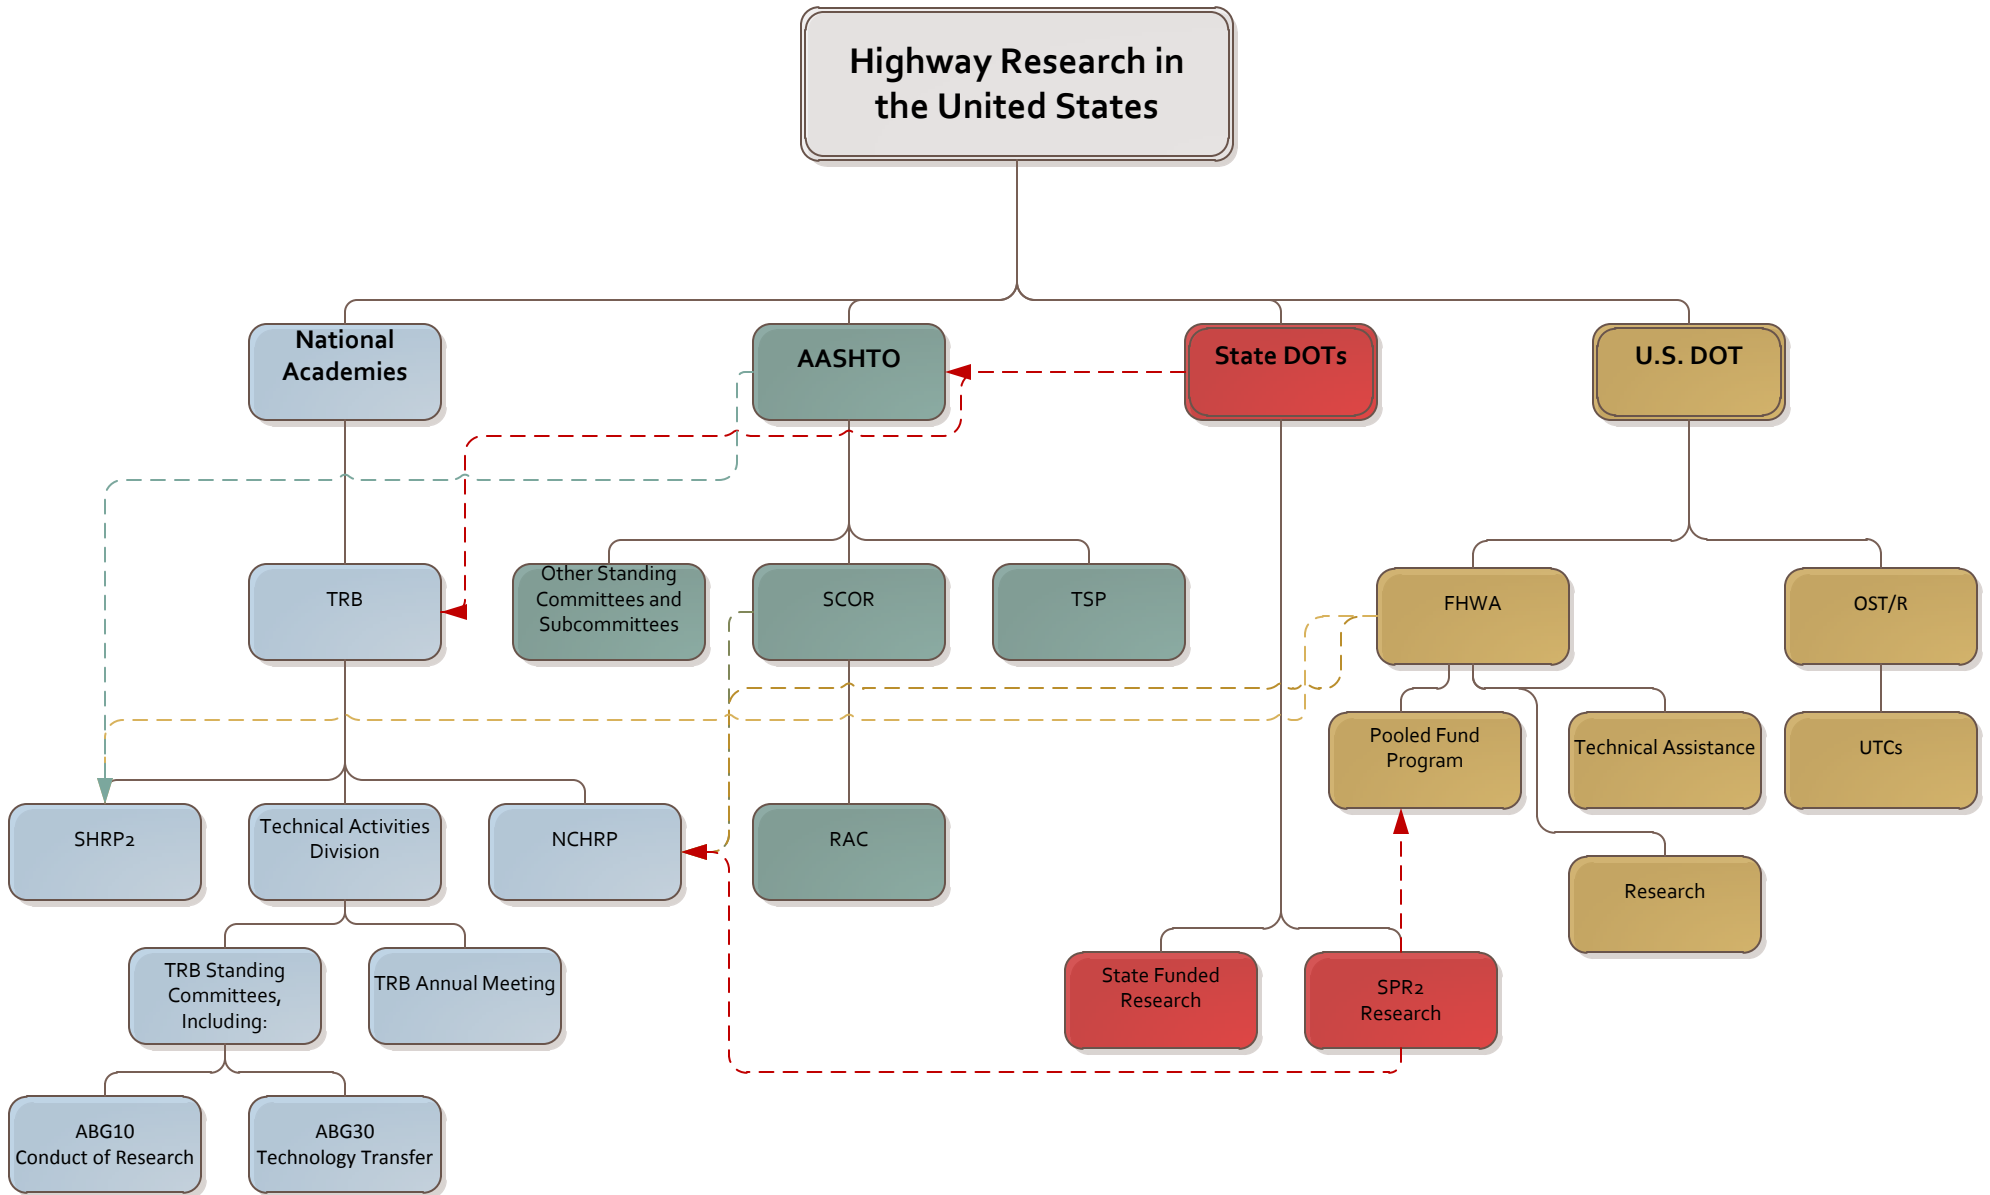 Highway Research in
the United States
National
Academies
AASHTO
State DOTs
U.S. DOT
TRB
Other Standing
Committees and
Subcommittees
SCOR
TSP
FHWA
OST/R
Pooled Fund
Program
Technical Assistance
UTCs
SHRP2
Technical Activities
Division
NCHRP
RAC
Research
TRB Standing
Committees,
Including:
TRB Annual Meeting
State Funded
Research
SPR2
Research
ABG10
Conduct of Research
ABG30
Technology Transfer